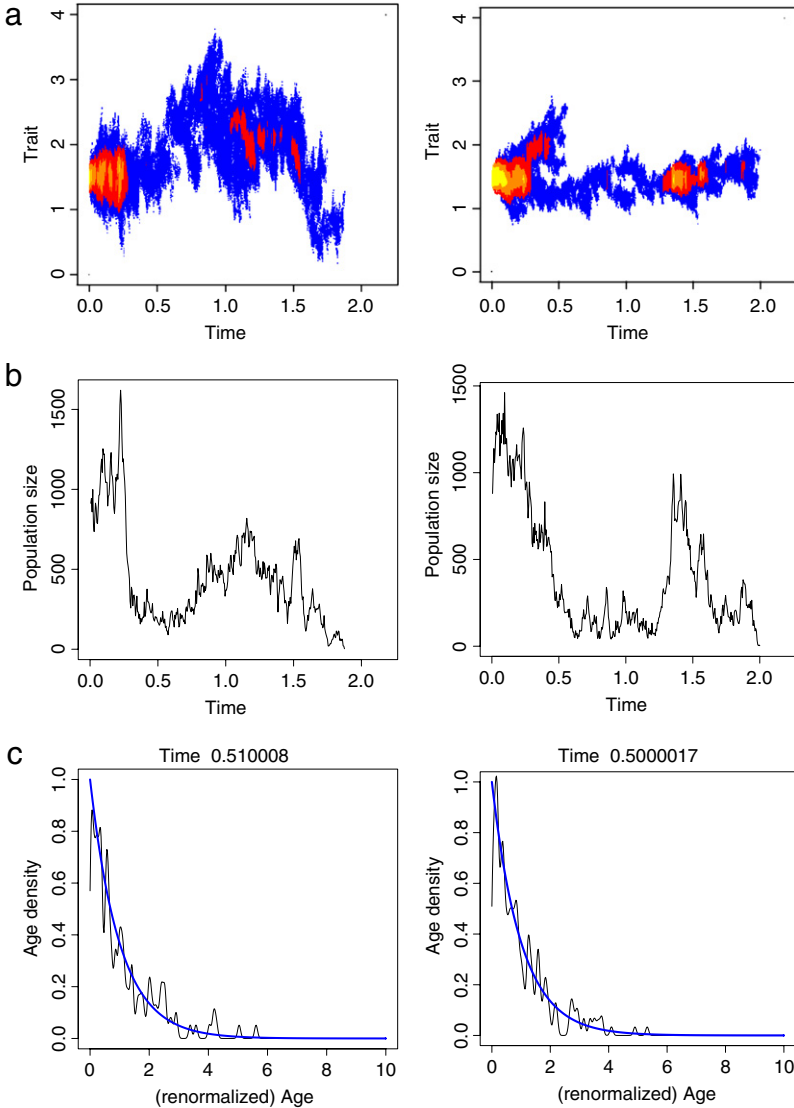 a
4
3
2
1
0
Trait
0.0 0.5 1.0 1.5 2.0
Time
4
3
2
1
0
Trait
0.0 0.5 1.0 1.5 2.0
Time
b
1500
1000
500
0
Population size
0.0 0.5 1.0 1.5 2.0
Time
1500
1000
500
0
Population size
0.0 0.5 1.0 1.5 2.0
Time
c
Time 0.510008
1.0
0.8
0.6
0.4
0.2
0.0
Age density
0 2 4 6 8 10
(renormalized) Age
Time 0.5000017
1.0
0.8
0.6
0.4
0.2
0.0
Age density
0 2 4 6 8 10
(renormalized) Age